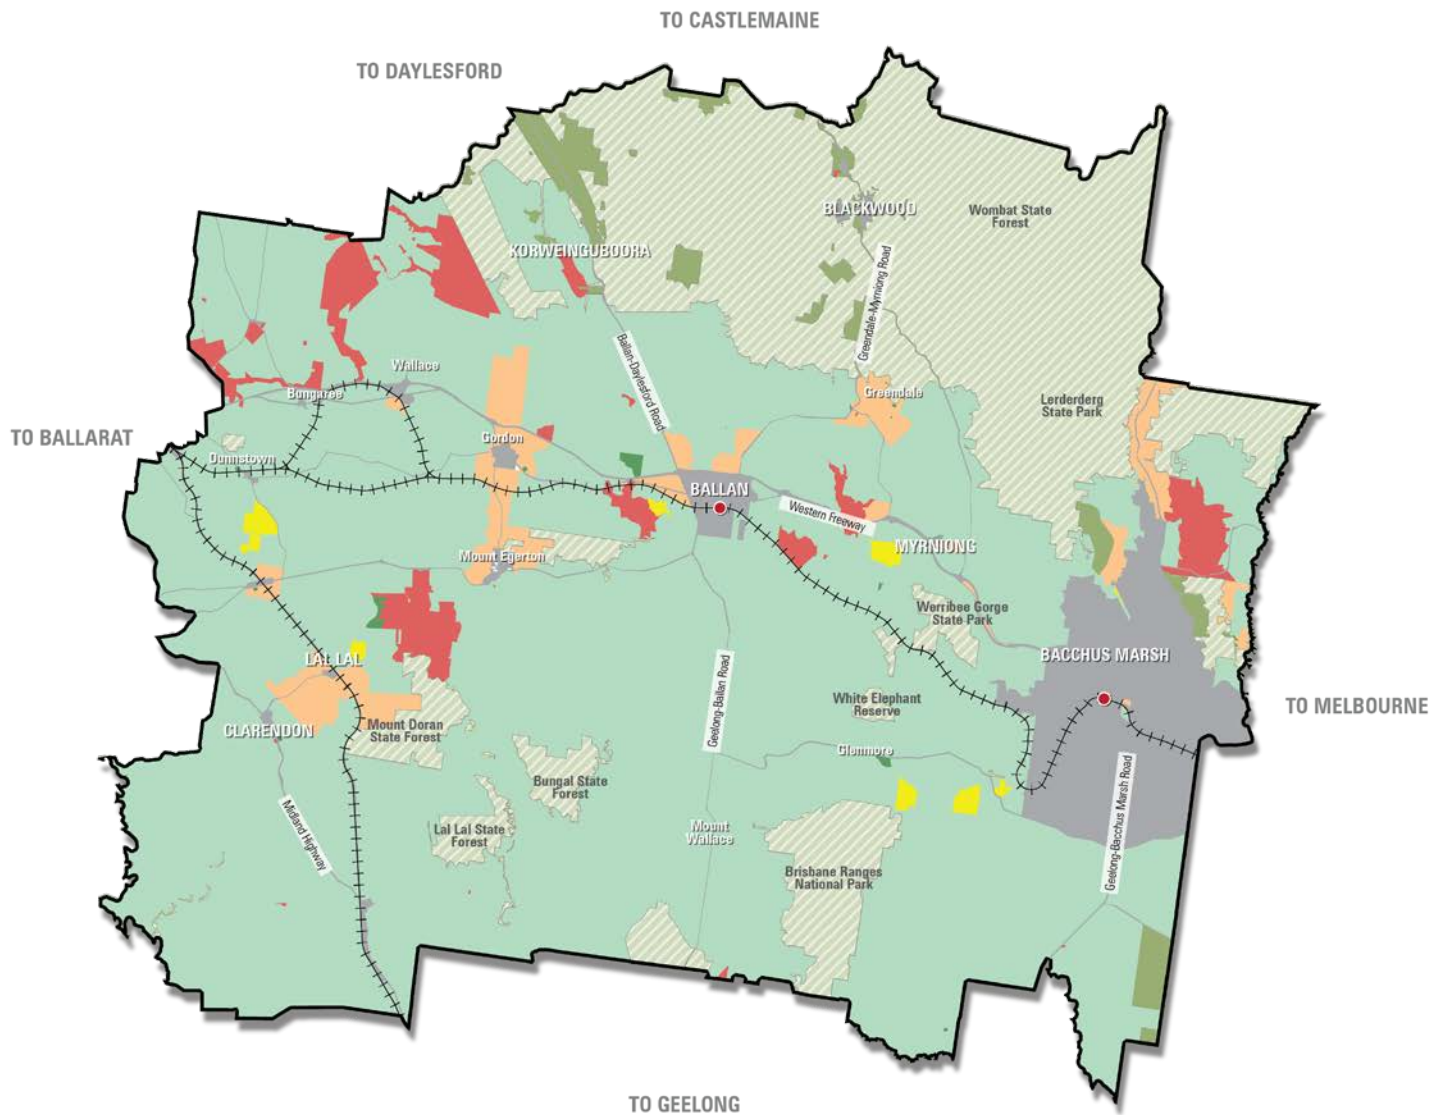 TO CASTLEMAINE
TO DAYLESFORD
BLACKWOOD
Wombat State
Forest
KORWEINGUBOORA
Greendale-Myrniong Road
Ballan-Daylesford Road
Wallace
Bungaree
Greendale
Lerderderg
State Park
TO BALLARAT
Gordon
Dunnstown
BALLAN
Western Freeway
MYRNIONG
Mount Egerton
Werribee Gorge
State Park
BACCHUS MARSH
LAL LAL
Geelong-Ballan Road
White Elephant
Reserve
TO MELBOURNE
CLARENDON
Mount Doran
State Forest
Glenmore
Bungal State
Forest
Geelong-Bacchus Marsh Road
Midland Highway
Lal Lal State
Forest
Mount
Wallace
Brisbane Ranges
National Park
TO GEELONG